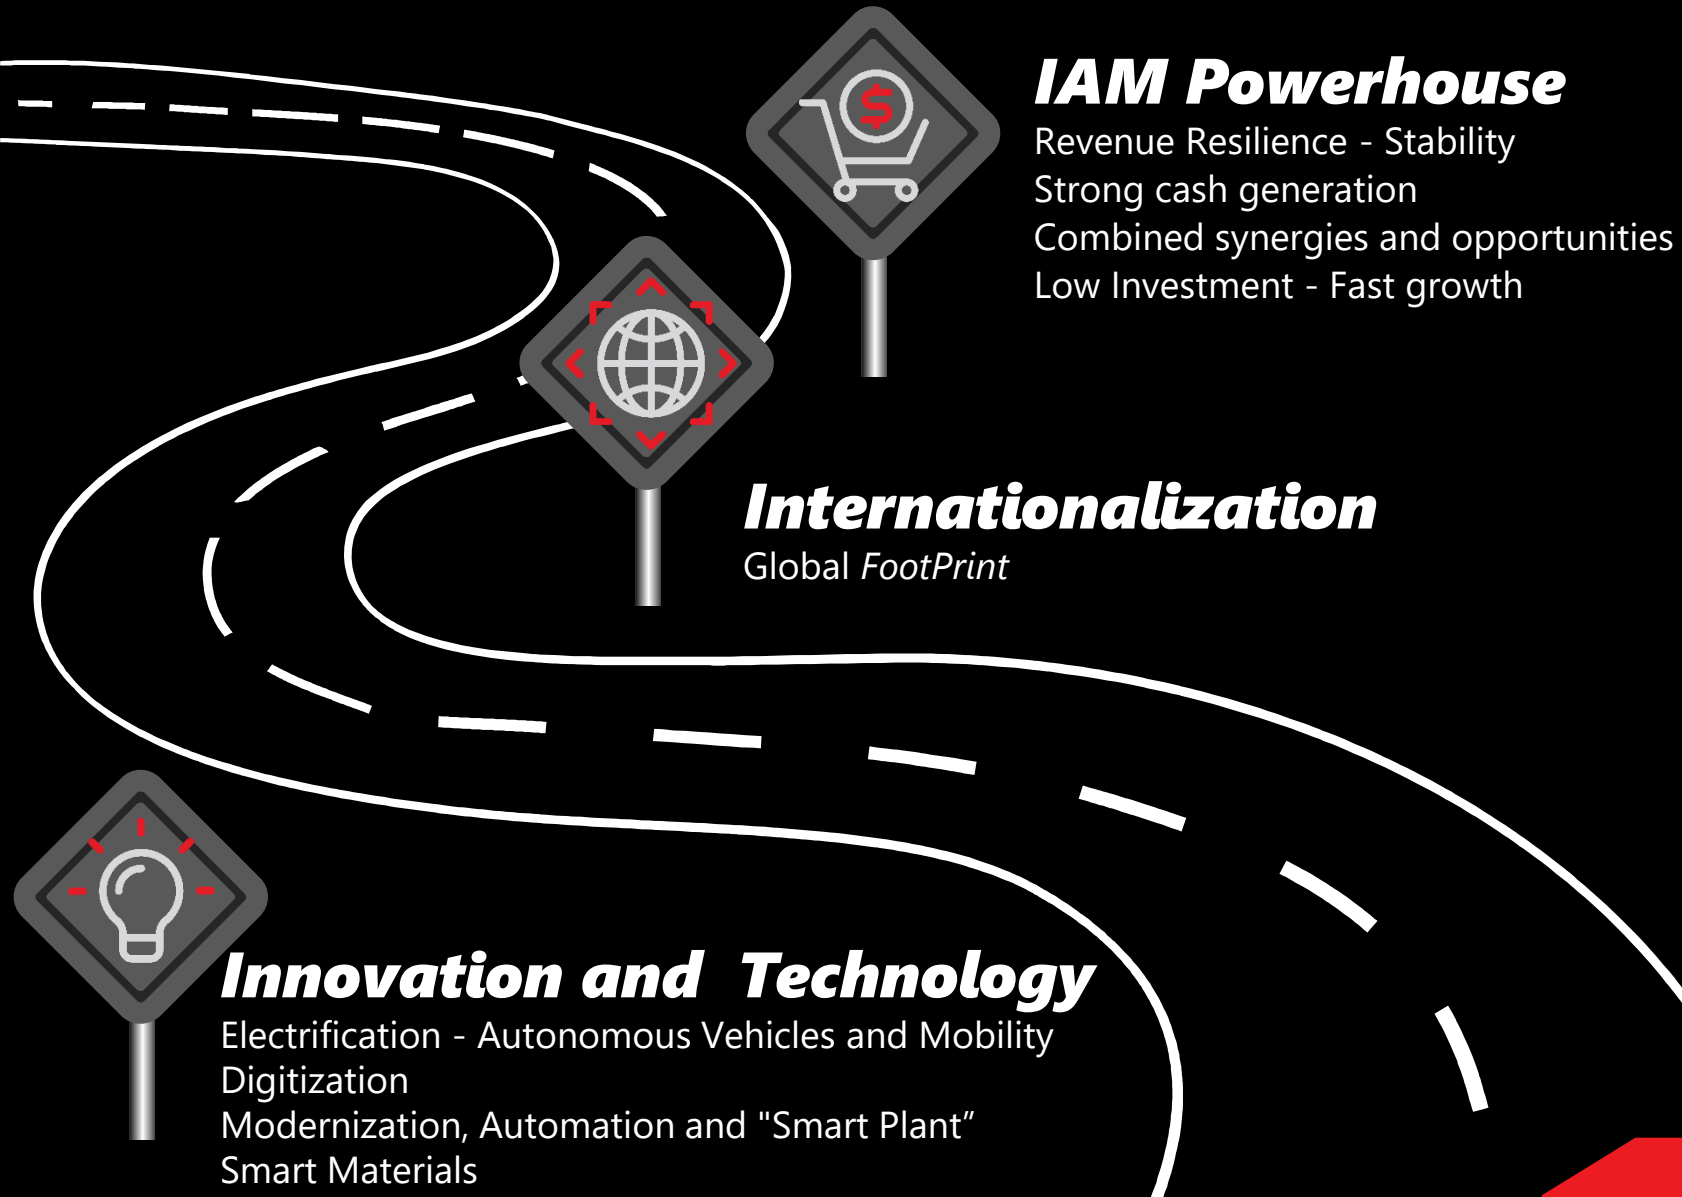 IAM Powerhouse
Revenue Resilience - Stability
Strong cash generation
Combined synergies and opportunities
Low Investment - Fast growth
$
Internationalization
Global FootPrint
Innovation and Technology
Electrification - Autonomous Vehicles and Mobility
Digitization
Modernization, Automation and "Smart Plant”
Smart Materials